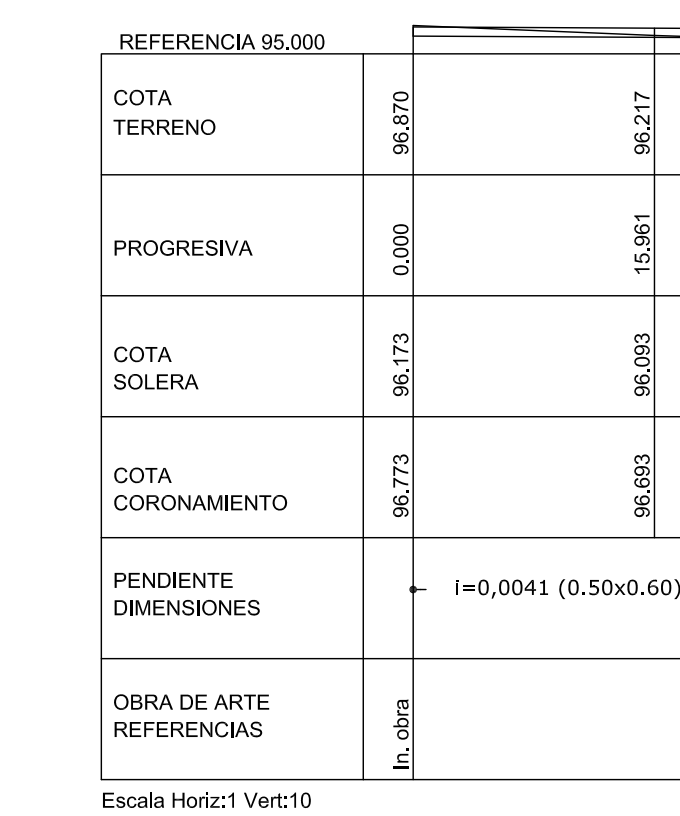 REFERENCIA 95.000
COTA
TERRENO
96.870
96.217
PROGRESIVA
0.000
15.961
COTA
SOLERA
96.173
96.093
COTA
CORONAMIENTO
96.773
96.693
PENDIENTE
DIMENSIONES
i=0,0041 (0.50x0.60)
OBRA DE ARTE
REFERENCIAS
In. obra
Escala Horiz:1 Vert:10